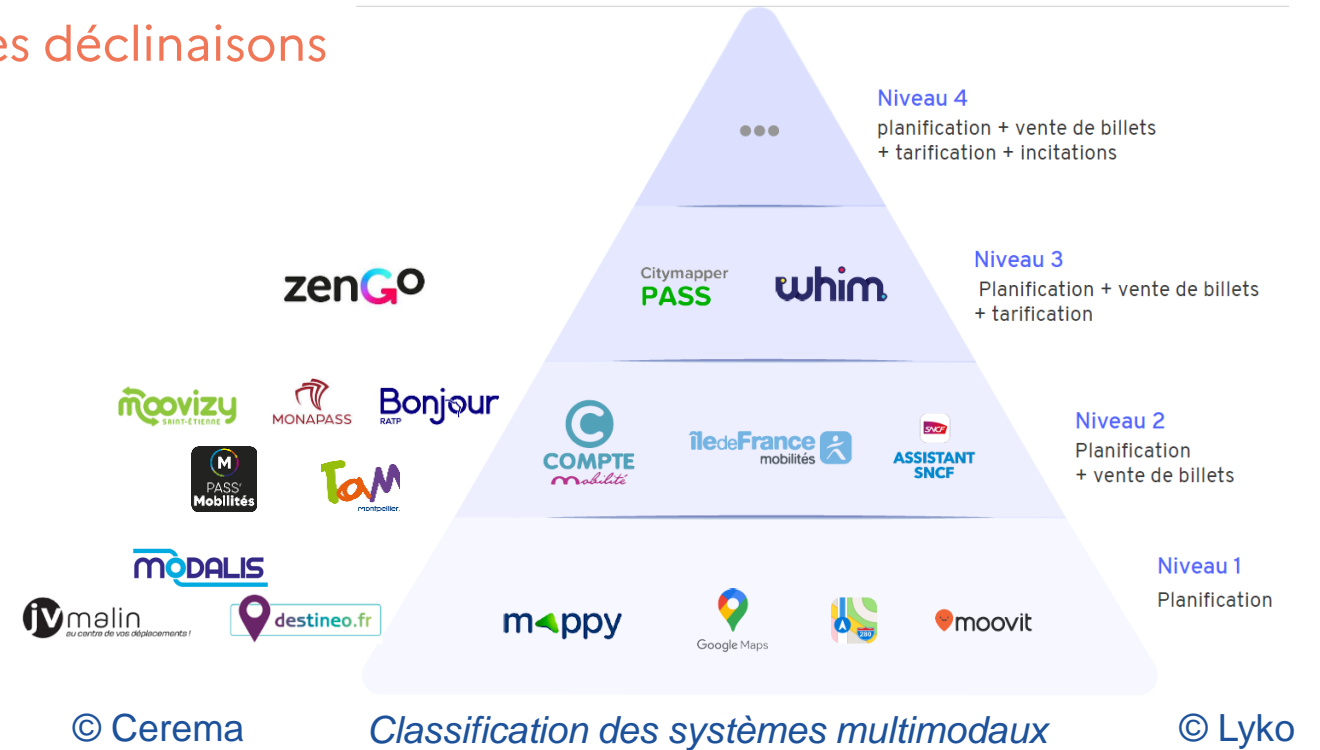 es déclinaisons
Niveau 4
planification + vente de billets
+ tarification + incitations
zenGo
Citymapper
PASS
whim
Niveau 3
Planification + vente de billets
+ tarification
moovizy
SAINT-ÉTIENNE
MONAPASS
Bonjour
RATP
M
PASS'
Mobilités
TaM
montpellier
C
COMPTE
mobilité
îledeFrance
mobilités
SNCF
ASSISTANT
SNCF
Niveau 2
Planification
+ vente de billets
MODALIS
jvmalin
au centre de vos déplacements !
destineo.fr
mappy
Google Maps
280
moovit
Niveau 1
Planification
© Cerema
Classification des systèmes multimodaux
© Lyko